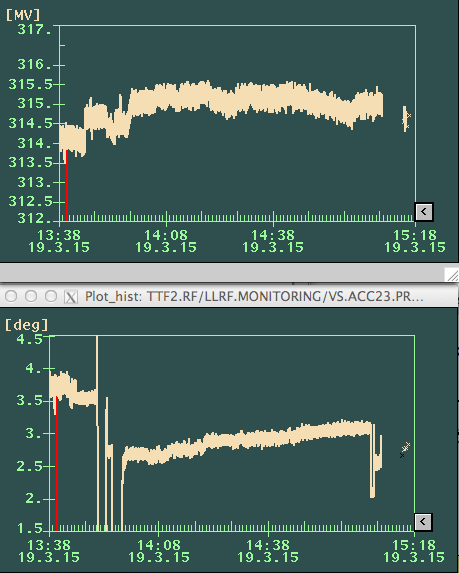 [MV]
317.
316.
315.5
315.
314.5
314.
313.5
313.
312.5
312.
13:38 14:08 14:38 15:18
19.3.15 19.3.15 19.3.15 19.3.15
<
Plot_hist: TTF2.RF/LLRF.MONITORING/VS.ACC23.PR...
[deg]
4.5
4.
3.5
3.
2.5
2.
1.5
13:38 14:08 14:38 15:18
19.3.15 19.3.15 19.3.15 19.3.15
<